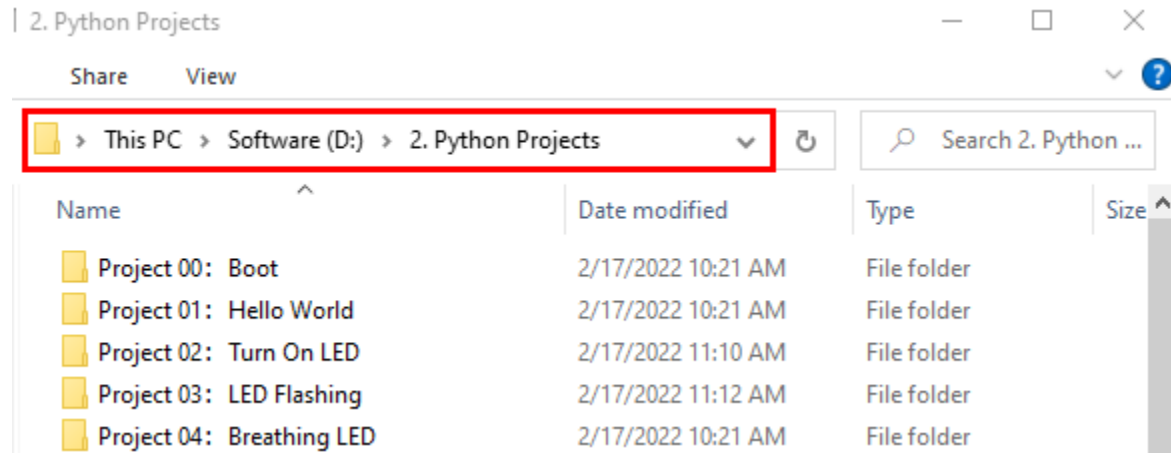 2. Python Projects
Share View
This PC > Software (D:) > 2. Python Projects
Search 2. Python ...
Name Date modified Type Size
Project 00：Boot 2/17/2022 10:21 AM File folder
Project 01：Hello World 2/17/2022 10:21 AM File folder
Project 02：Turn On LED 2/17/2022 11:10 AM File folder
Project 03：LED Flashing 2/17/2022 11:12 AM File folder
Project 04：Breathing LED 2/17/2022 10:21 AM File folder